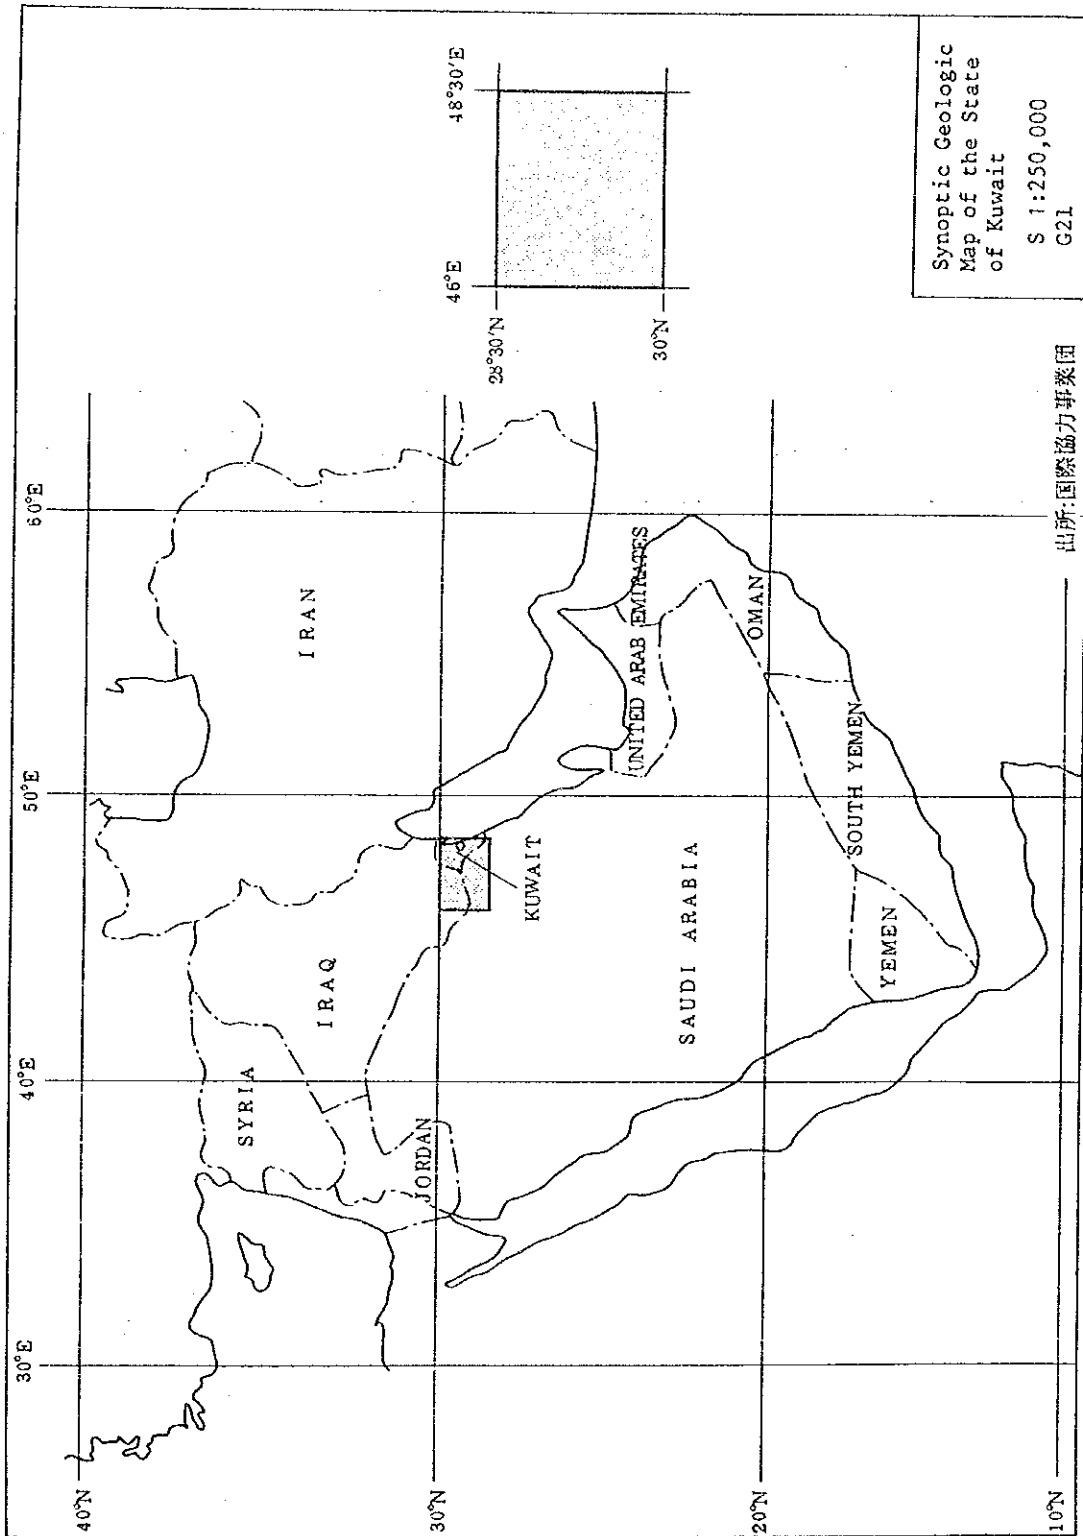 30°E
40°E
50°E
60°E
40°N
30°N
20°N
10°N
SYRIA
IRAQ
IRAN
JORDAN
KUWAIT
SAUDI ARABIA
UNITED ARAB EMIRATES
OMAN
YEMEN
SOUTH YEMEN
46°E
48°30'E
28°30'N
30°N
Synoptic Geologic
Map of the State
of Kuwait
S 1:250,000
G21
出所:国際協力事業団